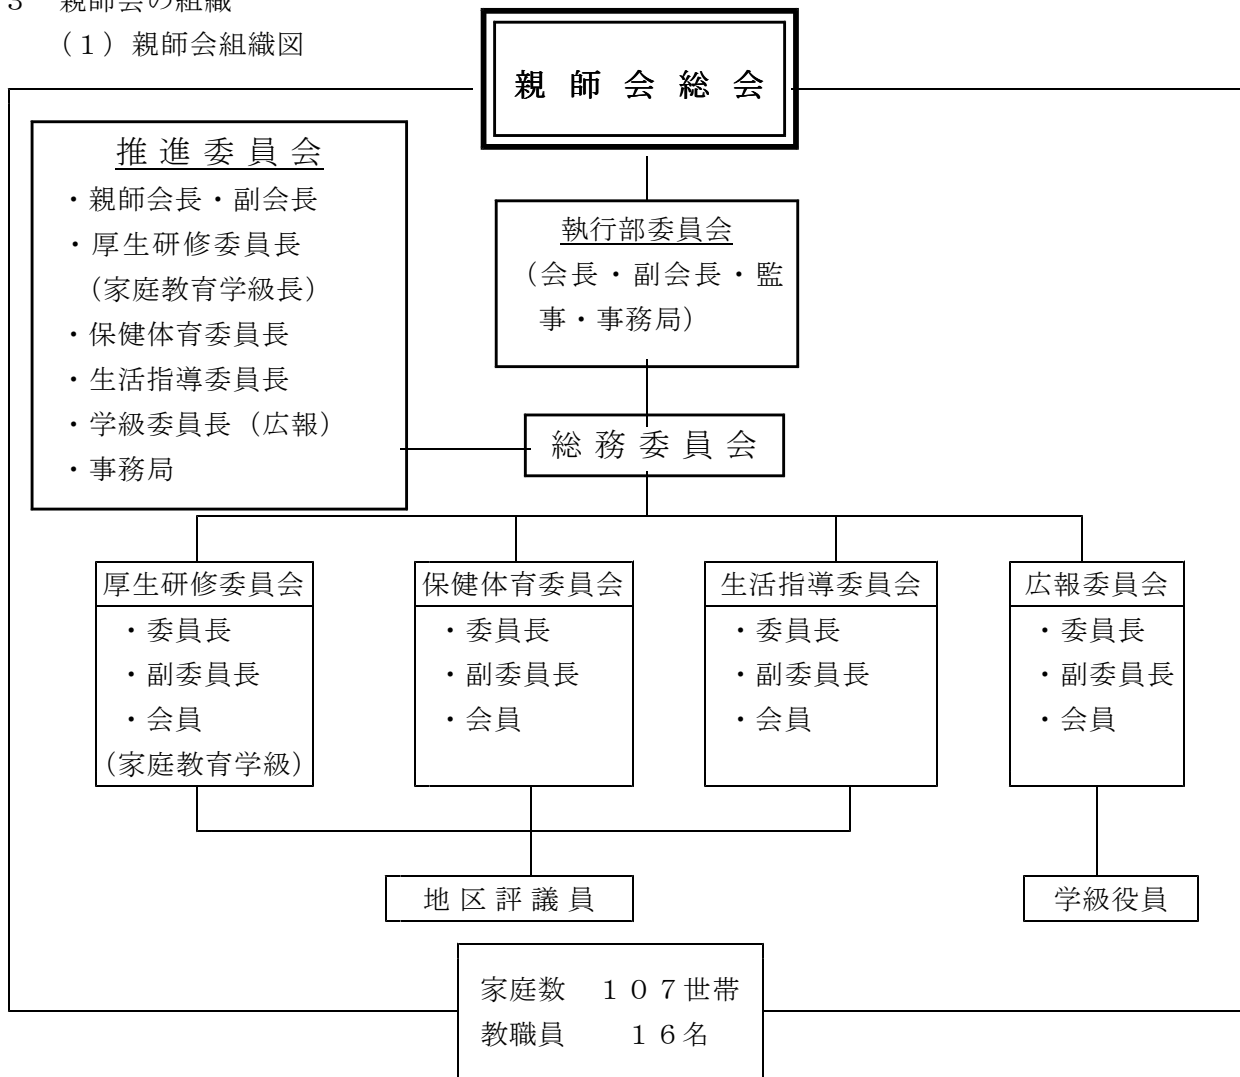 ３　親師会の組織
（１）親師会組織図
親 師 会 総 会
推 進 委 員 会
・親師会長・副会長
・厚生研修委員長
（家庭教育学級長）
・保健体育委員長
・生活指導委員長
・学級委員長（広報）
・事務局
執行部委員会
（会長・副会長・監
事・事務局）
総 務 委 員 会
厚生研修委員会
・委員長
・副委員長
・会員
（家庭教育学級）
保健体育委員会
・委員長
・副委員長
・会員
生活指導委員会
・委員長
・副委員長
・会員
広報委員会
・委員長
・副委員長
・会員
地 区 評 議 員
学級役員
家庭数　１０７世帯
教職員　　１６名